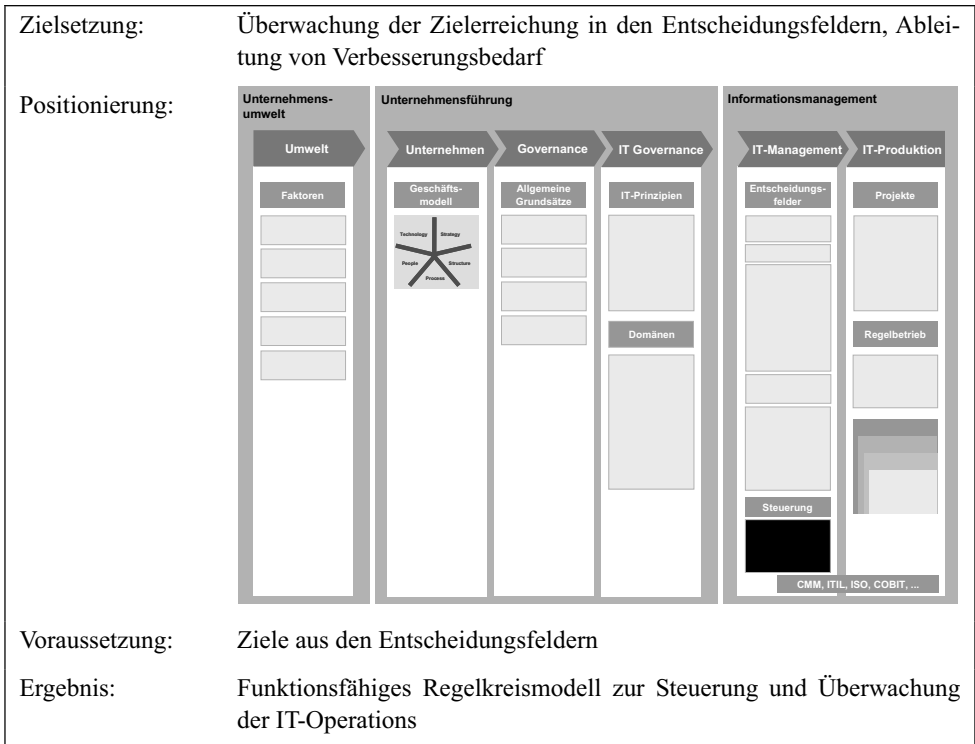 Zielsetzung: Überwachung der Zielerreichung in den Entscheidungsfeldern, Ablei-
tung von Verbesserungsbedarf
Positionierung:
Unternehmens-
umwelt
Unternehmensführung
Informationsmanagement
Umwelt
Unternehmen
Governance
IT Governance
IT-Management
IT-Produktion
Faktoren
Geschäfts-
modell
Allgemeine
Grundsätze
IT-Prinzipien
Entscheidungs-
felder
Projekte
Technology
Strategy
People
Structure
Process
Domänen
Regelbetrieb
Steuerung
CMM, ITIL, ISO, COBIT, ...
Voraussetzung: Ziele aus den Entscheidungsfeldern
Ergebnis: Funktionsfähiges Regelkreismodell zur Steuerung und Überwachung
der IT-Operations